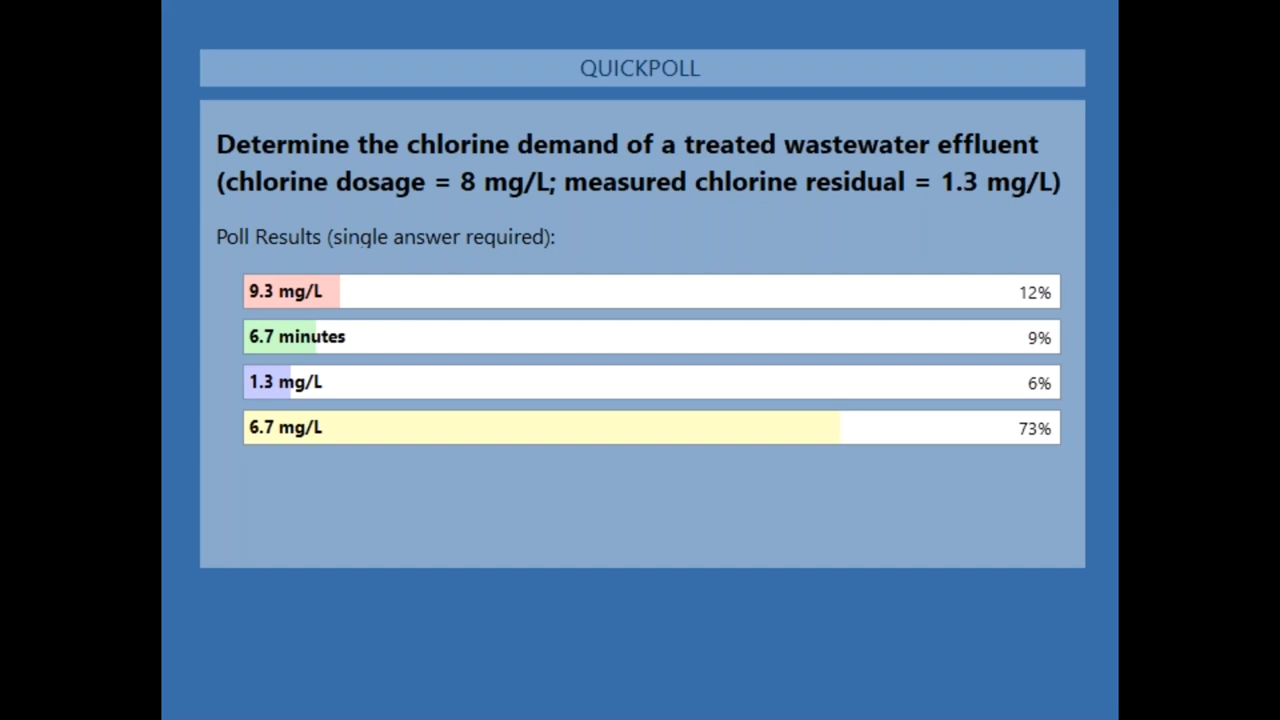 QUICKPOLL
Determine the chlorine demand of a treated wastewater effluent
(chlorine dosage = 8 mg/L; measured chlorine residual = 1.3 mg/L)
Poll Results (single answer required):
9.3 mg/L 12%
6.7 minutes 9%
1.3 mg/L 6%
6.7 mg/L 73%